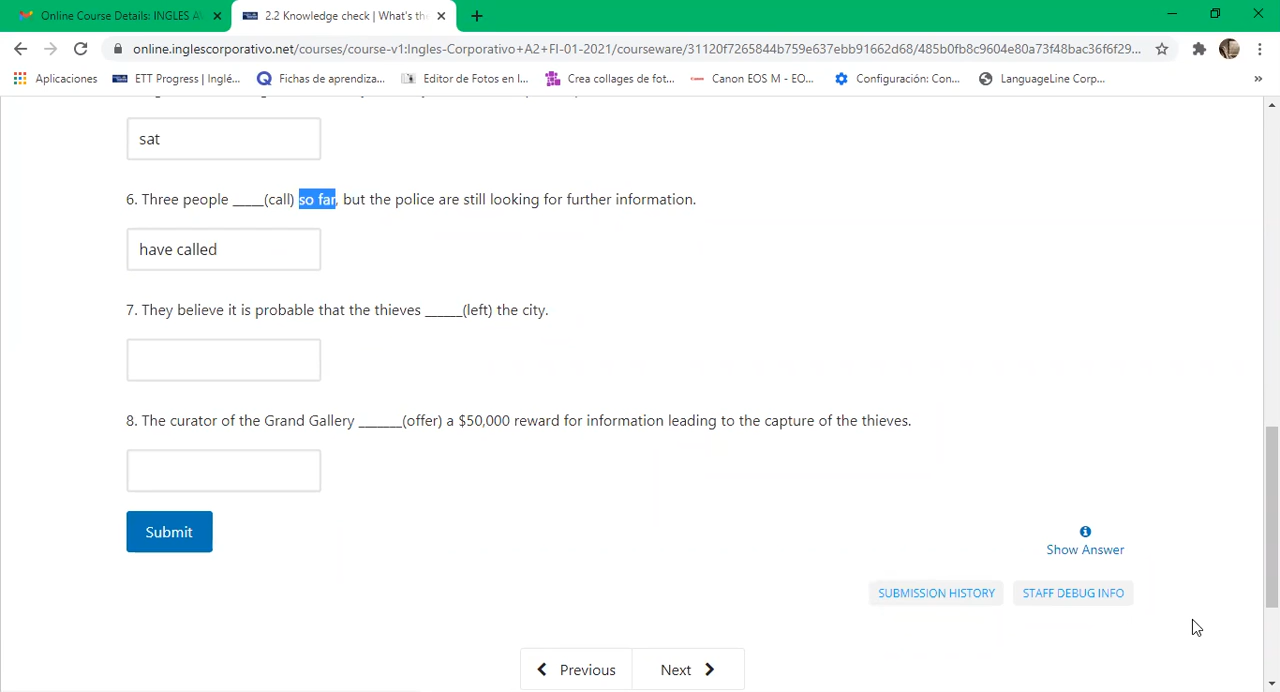 Online Course Details: INGLES A
2.2 Knowledge check | What's the
online.inglescorporativo.net/courses/course-v1:Ingles-Corporativo+A2+FI-01-2021/courseware/31120f7265844b759e637ebb91662d68/485b0fb8c9604e80a73f48bac36f6f29...
Aplicaciones ETT Progress | Inglé... Fichas de aprendiza... Editor de Fotos en l... Crea collages de fot... Canon EOS M - EO... Configuración: Con... LanguageLine Corp... »
sat
6. Three people _____(call) so far, but the police are still looking for further information.
have called
7. They believe it is probable that the thieves ______(left) the city.
8. The curator of the Grand Gallery _______(offer) a $50,000 reward for information leading to the capture of the thieves.
Submit
Show Answer
SUBMISSION HISTORY STAFF DEBUG INFO
Previous Next